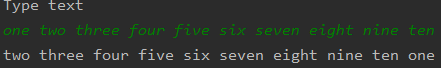 Type text
one two three four five six seven eight nine ten
two three four five six seven eight nine ten one